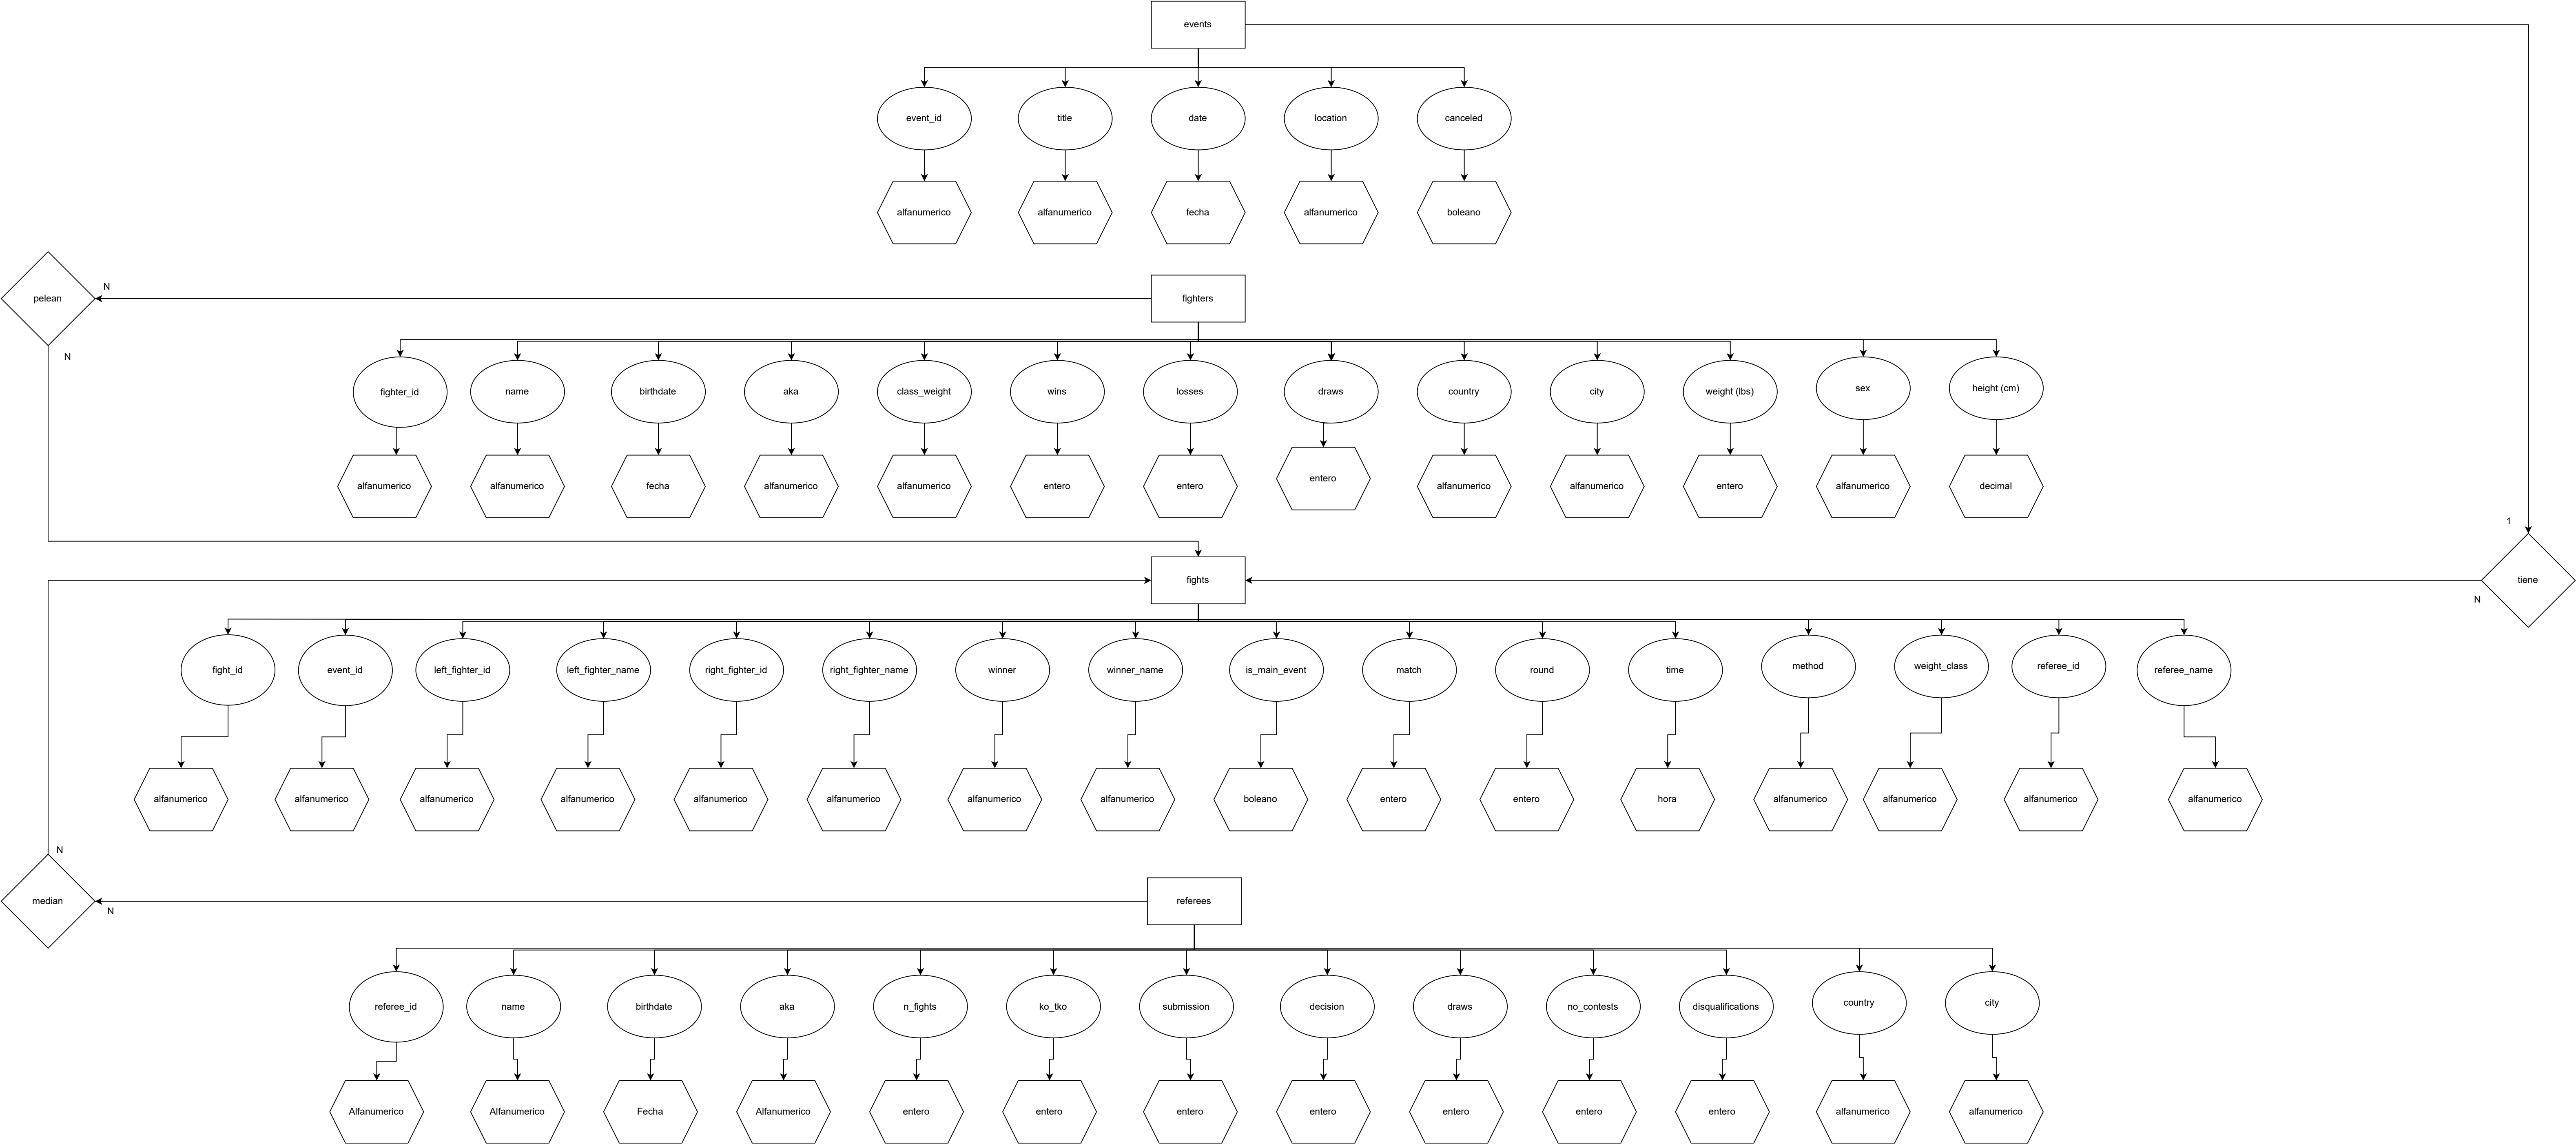 events
event_id
title
date
location
canceled
alfanumerico
alfanumerico
fecha
alfanumerico
boleano
pelean
N
N
fighters
fighter_id
name
birthdate
aka
class_weight
wins
losses
draws
country
city
weight (lbs)
sex
height (cm)
alfanumerico
alfanumerico
fecha
alfanumerico
alfanumerico
entero
entero
entero
alfanumerico
alfanumerico
entero
alfanumerico
decimal
1
tiene
N
fights
fight_id
event_id
left_fighter_id
left_fighter_name
right_fighter_id
right_fighter_name
winner
winner_name
is_main_event
match
round
time
method
weight_class
referee_id
referee_name
alfanumerico
alfanumerico
alfanumerico
alfanumerico
alfanumerico
alfanumerico
alfanumerico
alfanumerico
boleano
entero
entero
hora
alfanumerico
alfanumerico
alfanumerico
alfanumerico
N
median
N
referees
referee_id
name
birthdate
aka
n_fights
ko_tko
submission
decision
draws
no_contests
disqualifications
country
city
Alfanumerico
Alfanumerico
Fecha
Alfanumerico
entero
entero
entero
entero
entero
entero
entero
alfanumerico
alfanumerico